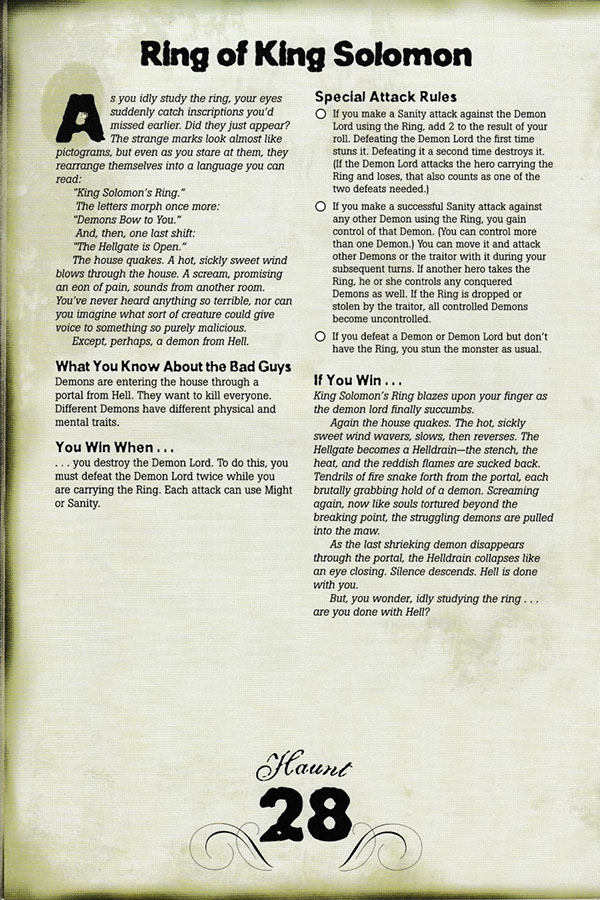 Ring of King Solomon
As you idly study the ring, your eyes
suddenly catch inscriptions you’d
missed earlier. Did they just appear?
The strange marks look almost like
pictograms, but even as you stare at them, they
rearrange themselves into a language you can
read:
“King Solomon’s Ring.”
The letters morph once more:
“Demons Bow to You.”
And, then, one last shift:
“The Hellgate is Open.”
The house quakes. A hot, sickly sweet wind
blows through the house. A scream, promising
an eon of pain, sounds from another room.
You’ve never heard anything so terrible, nor can
you imagine what sort of creature could give
voice to something so purely malicious.
Except, perhaps, a demon from Hell.
What You Know About the Bad Guys
Demons are entering the house through a
portal from Hell. They want to kill everyone.
Different Demons have different physical and
mental traits.
You Win When . . .
. . . you destroy the Demon Lord. To do this, you
must defeat the Demon Lord twice while you
are carrying the Ring. Each attack can use Might
or Sanity.
Special Attack Rules
If you make a Sanity attack against the Demon
Lord using the Ring, add 2 to the result of your
roll. Defeating the Demon Lord the first time
stuns it. Defeating it a second time destroys it.
(If the Demon Lord attacks the hero carrying the
Ring and loses, that also counts as one of the
two defeats needed.)
If you make a successful Sanity attack against
any other Demon using the Ring, you gain
control of that Demon. (You can control more
than one Demon.) You can move it and attack
other Demons or the traitor with it during your
subsequent turns. If another hero takes the
Ring, he or she controls any conquered
Demons as well. If the Ring is dropped or
stolen by the traitor, all controlled Demons
become uncontrolled.
If you defeat a Demon or Demon Lord but don’t
have the Ring, you stun the monster as usual.
If You Win . . .
King Solomon’s Ring blazes upon your finger as
the demon lord finally succumbs.
Again the house quakes. The hot, sickly
sweet wind wavers, slows, then reverses. The
Hellgate becomes a Helldrain—the stench, the
heat, and the reddish flames are sucked back.
Tendrils of fire snake forth from the portal, each
brutally grabbing hold of a demon. Screaming
again, now like souls tortured beyond the
breaking point, the struggling demons are pulled
into the maw.
As the last shrieking demon disappears
through the portal, the Helldrain collapses like
an eye closing. Silence descends. Hell is done
with you.
But, you wonder, idly studying the ring . . .
are you done with Hell?
Haunt
28